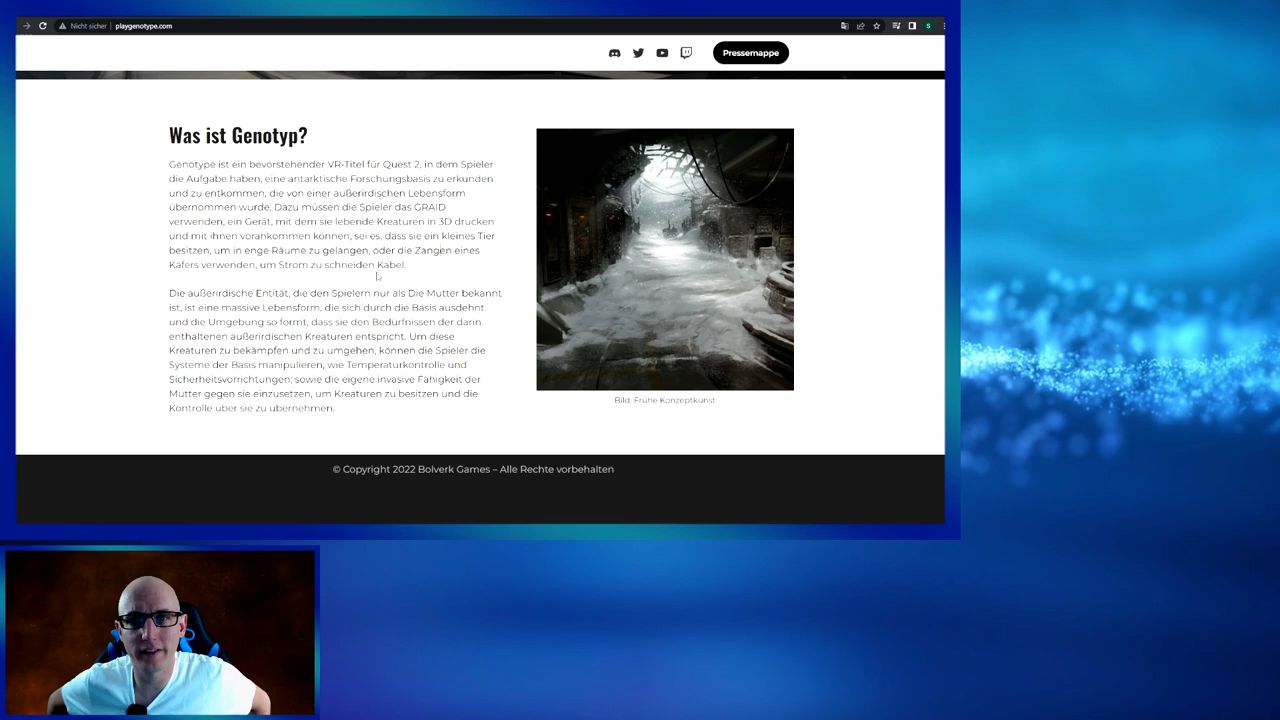 Nicht sicher
playgenotype.com
S
Pressemappe
Was ist Genotyp?
Genotype ist ein bevorstehender VR-Titel für Quest 2, in dem Spieler
die Aufgabe haben, eine antarktische Forschungsbasis zu erkunden
und zu entkommen, die von einer außerirdischen Lebensform
übernommen wurde. Dazu müssen die Spieler das GRAID
verwenden, ein Gerät, mit dem sie lebende Kreaturen in 3D drucken
und mit ihnen vorankommen können, sei es, dass sie ein kleines Tier
besitzen, um in enge Räume zu gelangen, oder die Zangen eines
Käfers verwenden, um Strom zu schneiden Kabel.
Die außerirdische Entität, die den Spielern nur als Die Mutter bekannt
ist, ist eine massive Lebensform, die sich durch die Basis ausdehnt
und die Umgebung so formt, dass sie den Bedürfnissen der darin
enthaltenen außerirdischen Kreaturen entspricht. Um diese
Kreaturen zu bekämpfen und zu umgehen, können die Spieler die
Systeme der Basis manipulieren, wie Temperaturkontrolle und
Sicherheitsvorrichtungen; sowie die eigene invasive Fähigkeit der
Mutter gegen sie einzusetzen, um Kreaturen zu besitzen und die
Kontrolle über sie zu übernehmen.
Bild: Frühe Konzeptkunst
© Copyright 2022 Bolverk Games – Alle Rechte vorbehalten